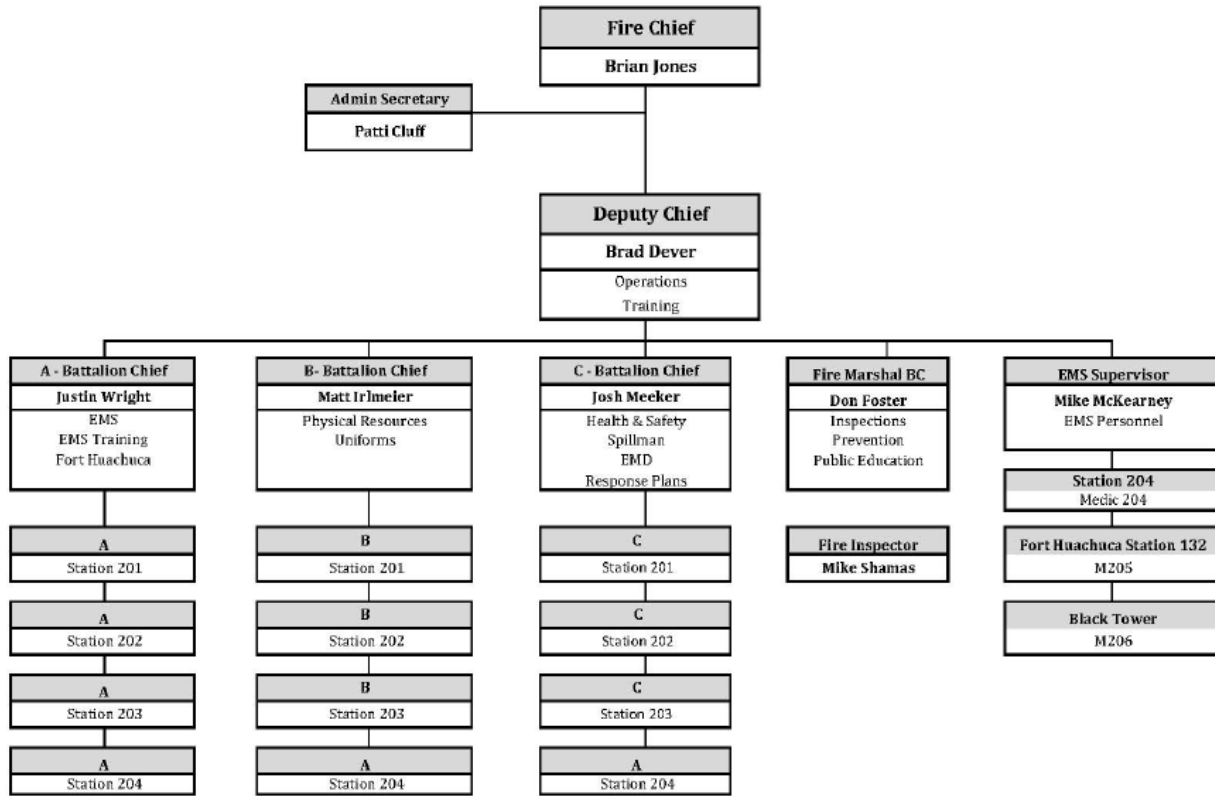 Fire Chief
Brian Jones
Admin Secretary
Patti Cluff
Deputy Chief
Brad Dever
Operations
Training
A - Battalion Chief
Justin Wright
EMS
EMS Training
Fort Huachuca
A
Station 201
A
Station 202
A
Station 203
A
Station 204
B- Battalion Chief
Matt Irlmeier
Physical Resources
Uniforms
B
Station 201
B
Station 202
B
Station 203
A
Station 204
C - Battalion Chief
Josh Meeker
Health & Safety
Spillman
EMD
Response Plans
C
Station 201
C
Station 202
C
Station 203
A
Station 204
Fire Marshal BC
Don Foster
Inspections
Prevention
Public Education
Fire Inspector
Mike Shamas
EMS Supervisor
Mike McKearney
EMS Personnel
Station 204
Medic 204
Fort Huachuca Station 132
M205
Black Tower
M206